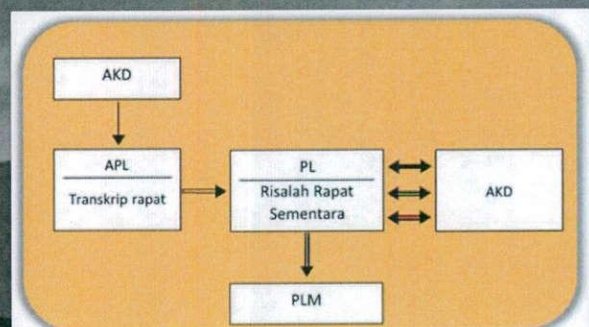 AKD
APL
Transkrip rapat
PL
Risalah Rapat
Sementara
AKD
PLM